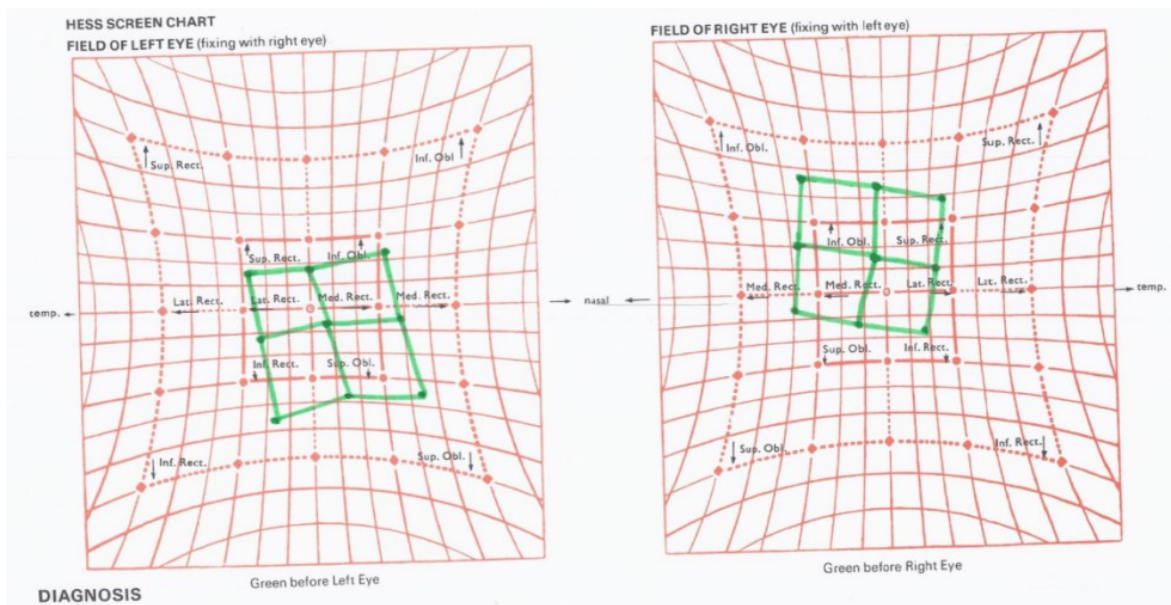 HESS SCREEN CHART
FIELD OF LEFT EYE (fixing with right eye)
Sup. Rect. Inf. Obl
Sup. Rect. Inf. Obl.
Lat. Rect. Lat. Rect. Med. Rect. Med. Rect.
temp.
Inf. Rect. Sup. Obl.
Inf. Rect. Sup. Obl.
Green before Left Eye
DIAGNOSIS
nasal
FIELD OF RIGHT EYE (fixing with left eye)
Inf. Obl. Sup. Rect.
Inf. Obl. Sup. Rect.
Med. Rect. Med. Rect. Lat. Rect. Lat. Rect.
temp.
Sup. Obl. Inf. Rect.
Sup. Obl. Inf. Rect.
Green before Right Eye